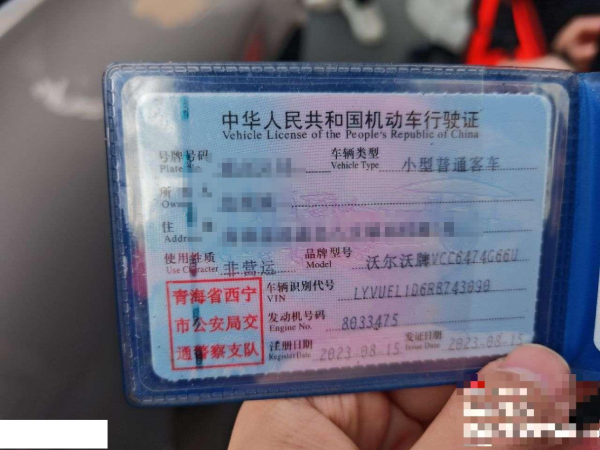 中华人民共和国机动车行驶证
Vehicle License of the People's Republic of China
号牌号码
Plate No.
车辆类型
Vehicle Type
小型普通客车
所
Owner
住
Address
使用性质
Use Character
非营运
品牌型号
Model
沃尔沃牌VCC6474G66U
青海省西宁
市公安局交
通警察支队
车辆识别代号
VIN
LYVUEL1D6RB743090
发动机号码
Engine No.
8033475
注册日期
Register Date
2023-08-15
发证日期
Issue Date
2023-08-15